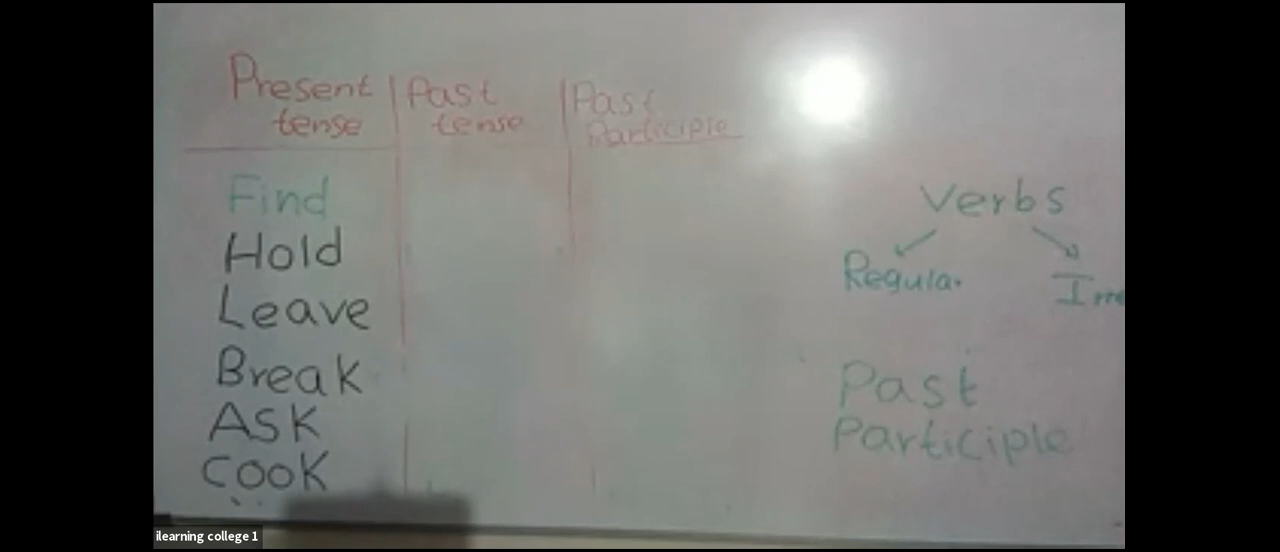 Present | Past | Past
tense tense Participle
Find
Hold
Leave
Break
ASK
COOK
Verbs
Regular
Irre
Past
Participle
ilearning college 1